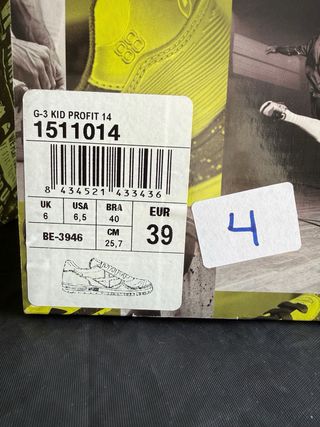 88
G-3 KID PROFIT 14
1511014
8 434521 433436
UK USA BRA EUR
6 6,5 40 39
BE-3946 CM
25,7
4